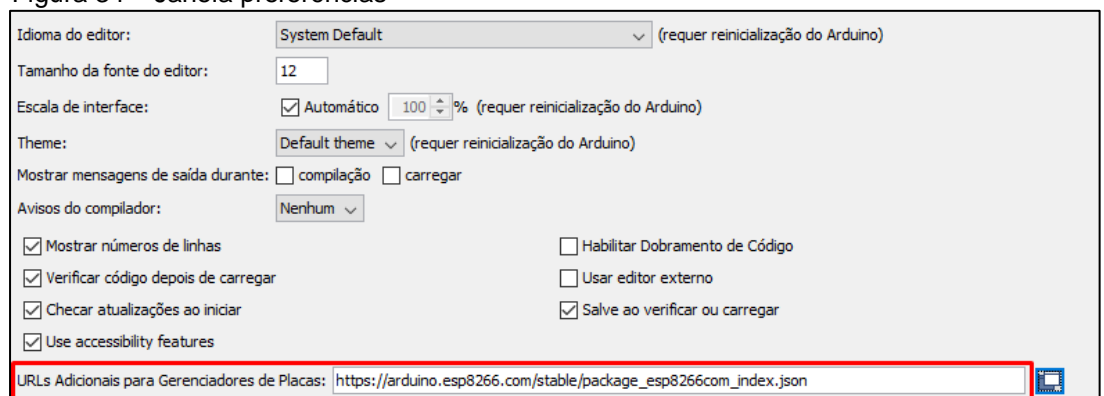 Idioma do editor: System Default (requer reinicialização do Arduino)
Tamanho da fonte do editor: 12
Escala de interface: Automático 100 % (requer reinicialização do Arduino)
Theme: Default theme (requer reinicialização do Arduino)
Mostrar mensagens de saída durante: compilação carregar
Avisos do compilador: Nenhum
Mostrar números de linhas Habilitar Dobramento de Código
Verificar código depois de carregar Usar editor externo
Checar atualizações ao iniciar Salve ao verificar ou carregar
Use accessibility features
URLs Adicionais para Gerenciadores de Placas: https://arduino.esp8266.com/stable/package_esp8266com_index.json